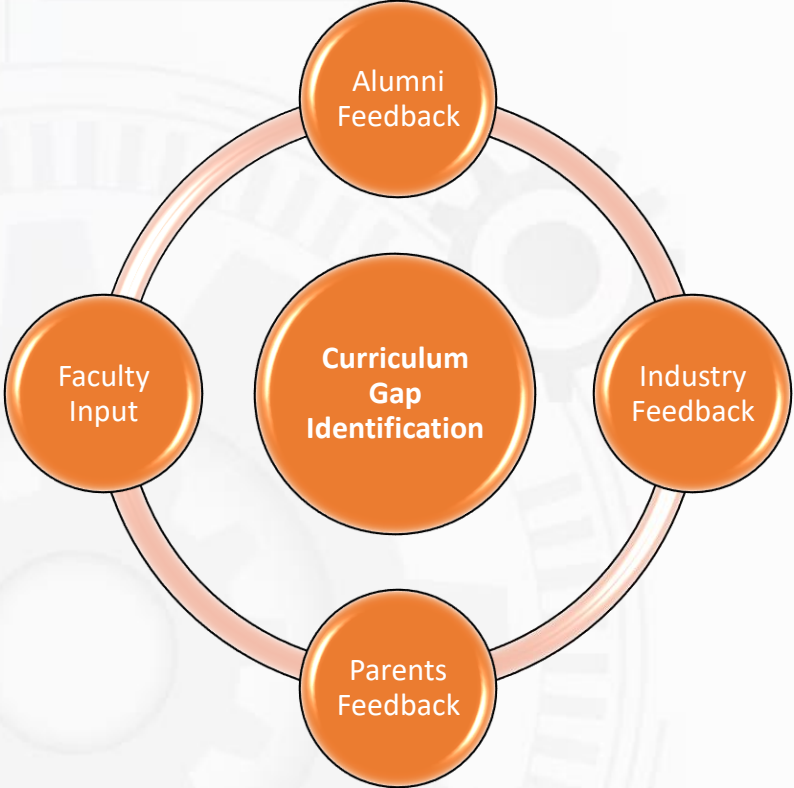 Alumni
Feedback
Faculty
Input
Curriculum
Gap
Identification
Industry
Feedback
Parents
Feedback